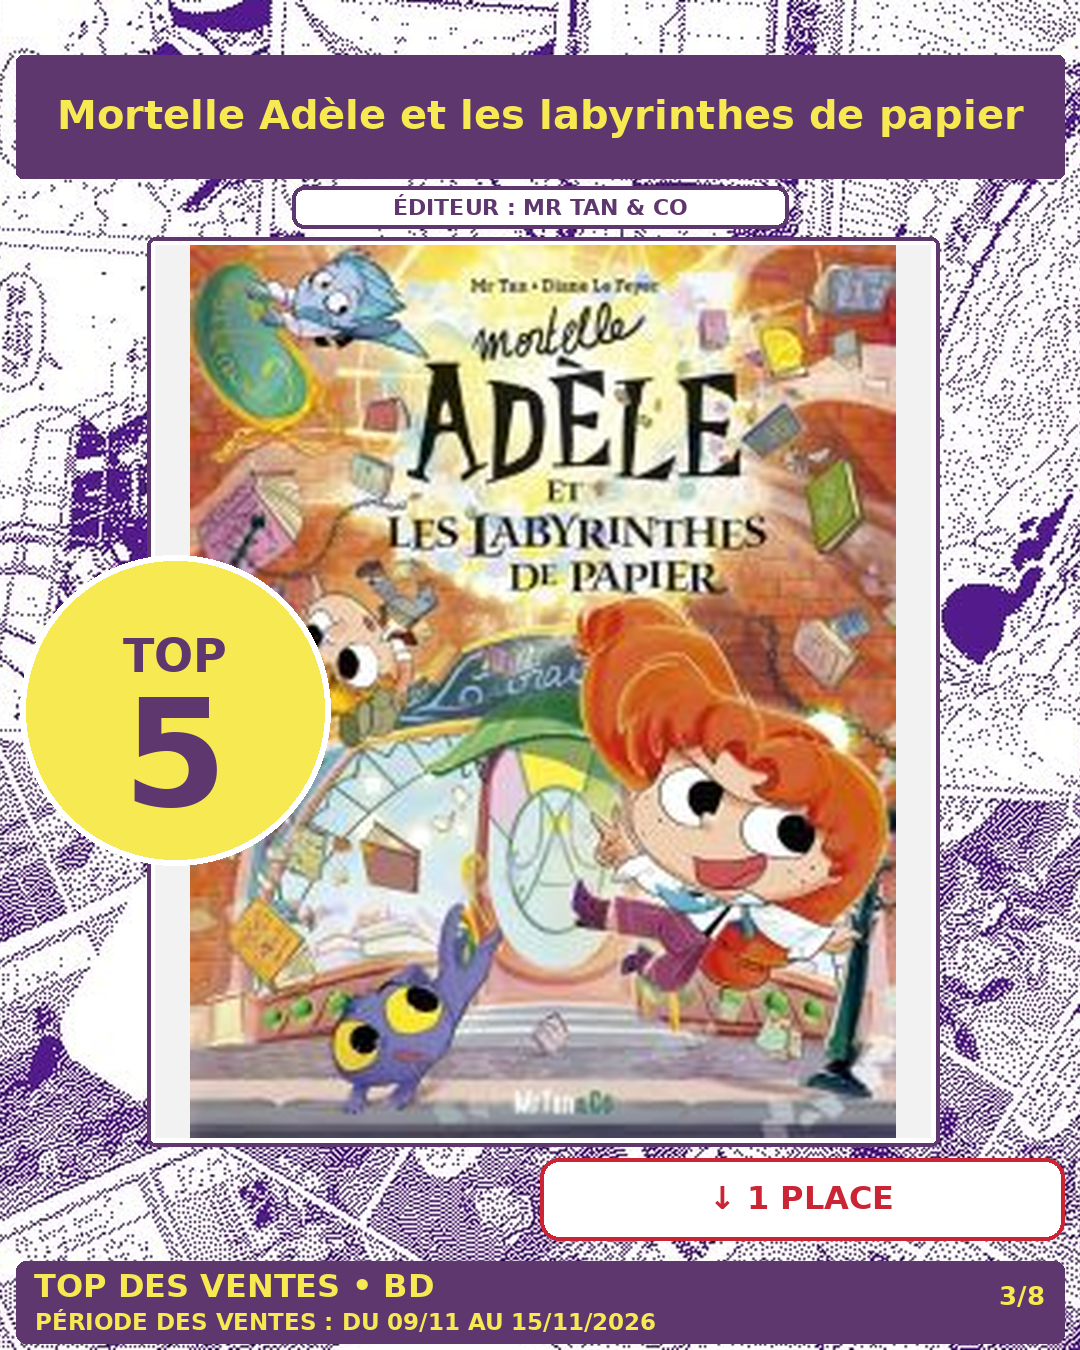 Mortelle Adèle et les labyrinthes de papier
ÉDITEUR : MR TAN & CO
Mr Tan • Diane Le Feyer
mortelle
ADÈLE
ET
LES LABYRINTHES
DE PAPIER
TOP
5
MrTan&Co
↓ 1 PLACE
TOP DES VENTES • BD
3/8
PÉRIODE DES VENTES : DU 09/11 AU 15/11/2026